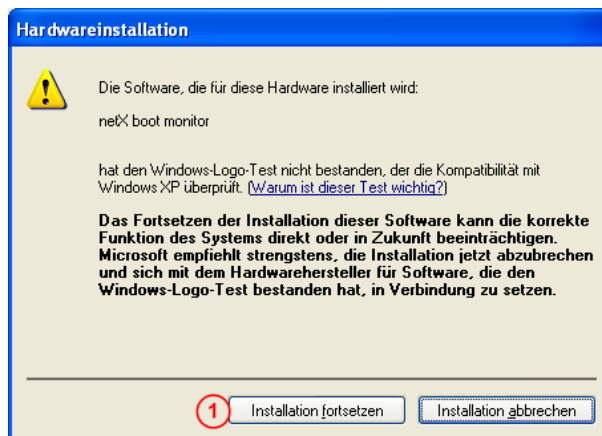 Hardwareinstallation
Die Software, die für diese Hardware installiert wird:
netX boot monitor
hat den Windows-Logo-Test nicht bestanden, der die Kompatibilität mit
Windows XP überprüft. (Warum ist dieser Test wichtig?)
Das Fortsetzen der Installation dieser Software kann die korrekte
Funktion des Systems direkt oder in Zukunft beeinträchtigen.
Microsoft empfiehlt strengstens, die Installation jetzt abzubrechen
und sich mit dem Hardwarehersteller für Software, die den
Windows-Logo-Test bestanden hat, in Verbindung zu setzen.
1 Installation fortsetzen Installation abbrechen